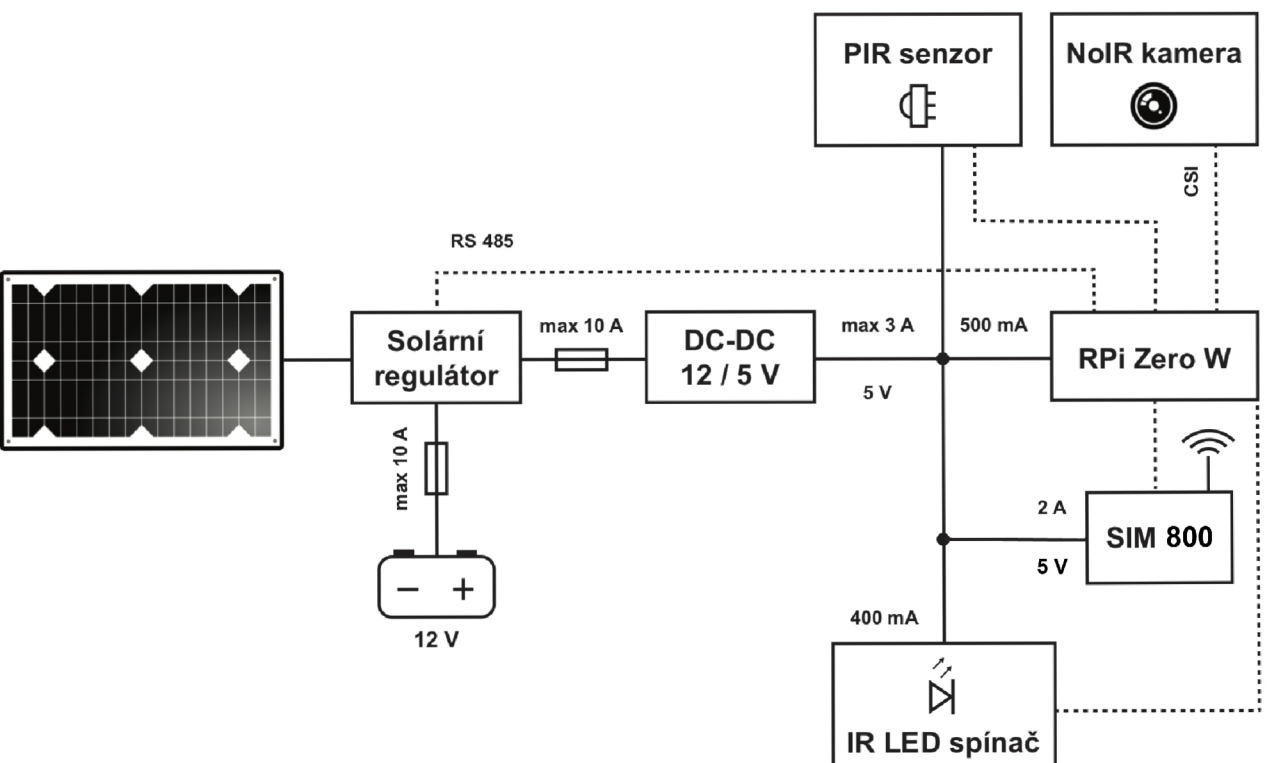 PIR senzor
NoIR kamera
CSI
RS 485
Solární
regulátor
max 10 A
DC-DC
12 / 5 V
max 3 A
5 V
500 mA
RPi Zero W
max 10 A
12 V
2 A
5 V
SIM 800
400 mA
IR LED spínač